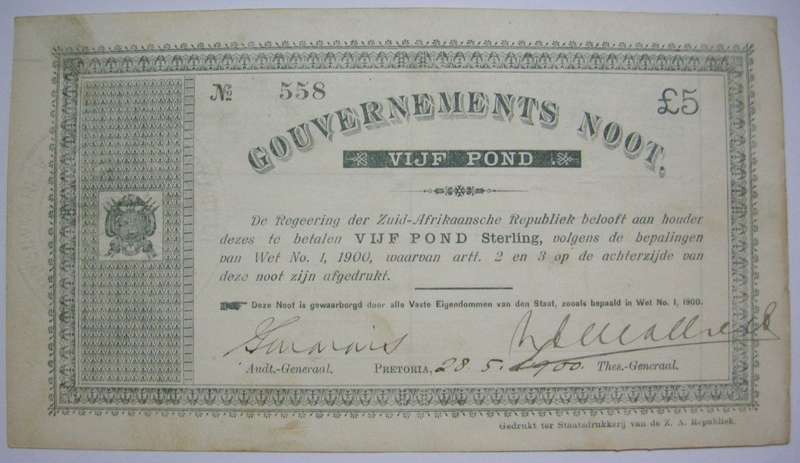 № 558
£5
GOUVERNEMENTS NOOT.
VIJF POND
De Regeering der Zuid-Afrikaansche Republiek belooft aan houder
dezes te betalen VIJF POND Sterling, volgens de bepalingen
van Wet No. 1, 1900, waarvan artt. 2 en 3 op de achterzijde van
deze noot zijn afgedrukt.
Deze Noot is gewaarborgd door alle Vaste Eigendommen van den Staat, zooals bepaald in Wet No. 1, 1900.
Audt.-Generaal. PRETORIA, 28 5. 1900. Thes.-Generaal.
Gedrukt ter Staatsdrukkerij van de Z. A. Republiek.